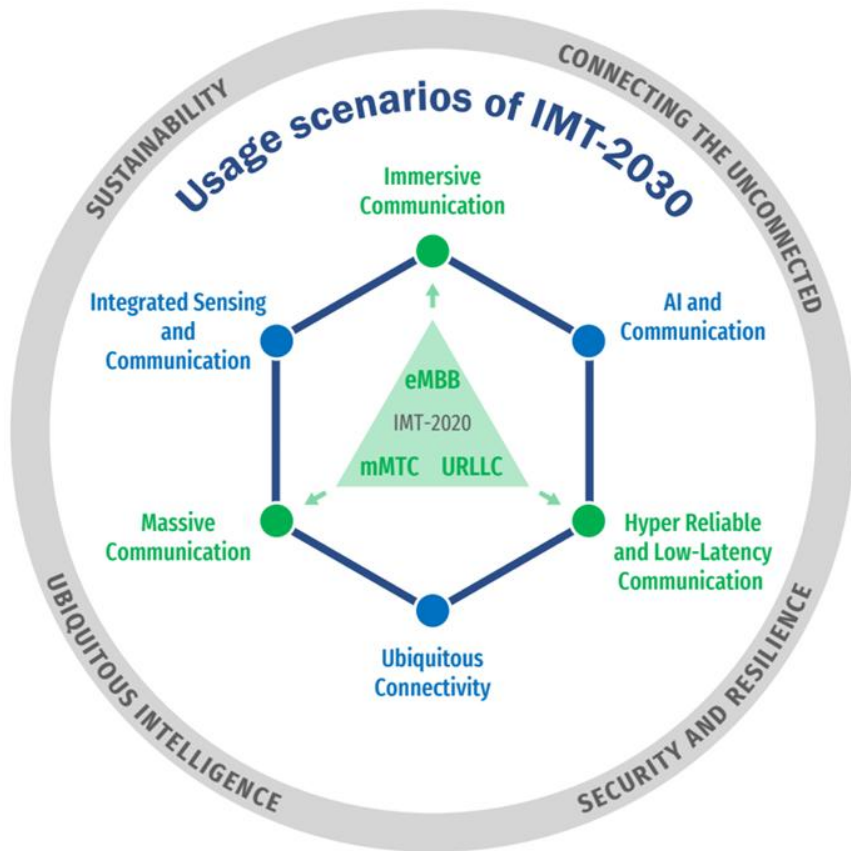 SUSTAINABILITY
CONNECTING THE UNCONNECTED
Usage scenarios of IMT-2030
Immersive
Communication
Integrated Sensing
and
Communication
AI and
Communication
eMBB
IMT-2020
mMTC URLLC
Massive
Communication
Hyper Reliable
and Low-Latency
Communication
Ubiquitous
Connectivity
UBIQUITOUS INTELLIGENCE
SECURITY AND RESILIENCE